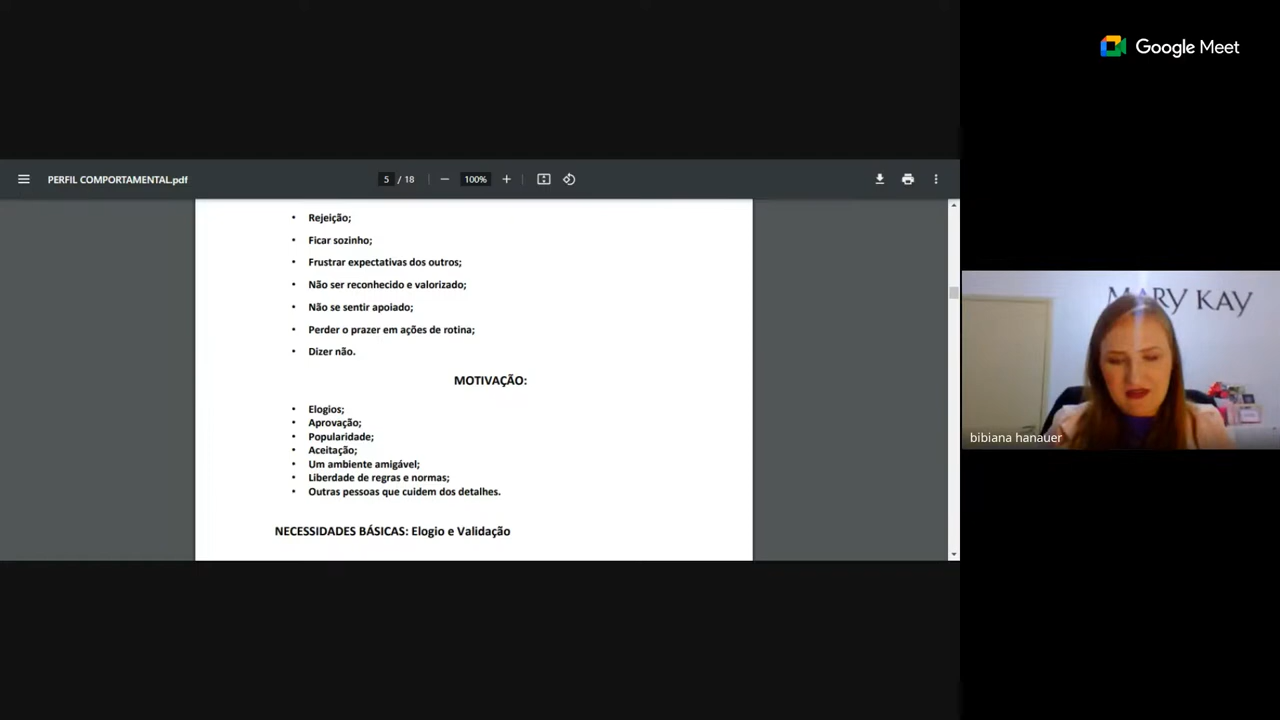 Google Meet
PERFIL COMPORTAMENTAL.pdf
5 / 18
100%
• Rejeição;
• Ficar sozinho;
• Frustrar expectativas dos outros;
• Não ser reconhecido e valorizado;
• Não se sentir apoiado;
• Perder o prazer em ações de rotina;
• Dizer não.
MOTIVAÇÃO:
• Elogios;
• Aprovação;
• Popularidade;
• Aceitação;
• Um ambiente amigável;
• Liberdade de regras e normas;
• Outras pessoas que cuidem dos detalhes.
NECESSIDADES BÁSICAS: Elogio e Validação
MARY KAY
bibiana hanauer